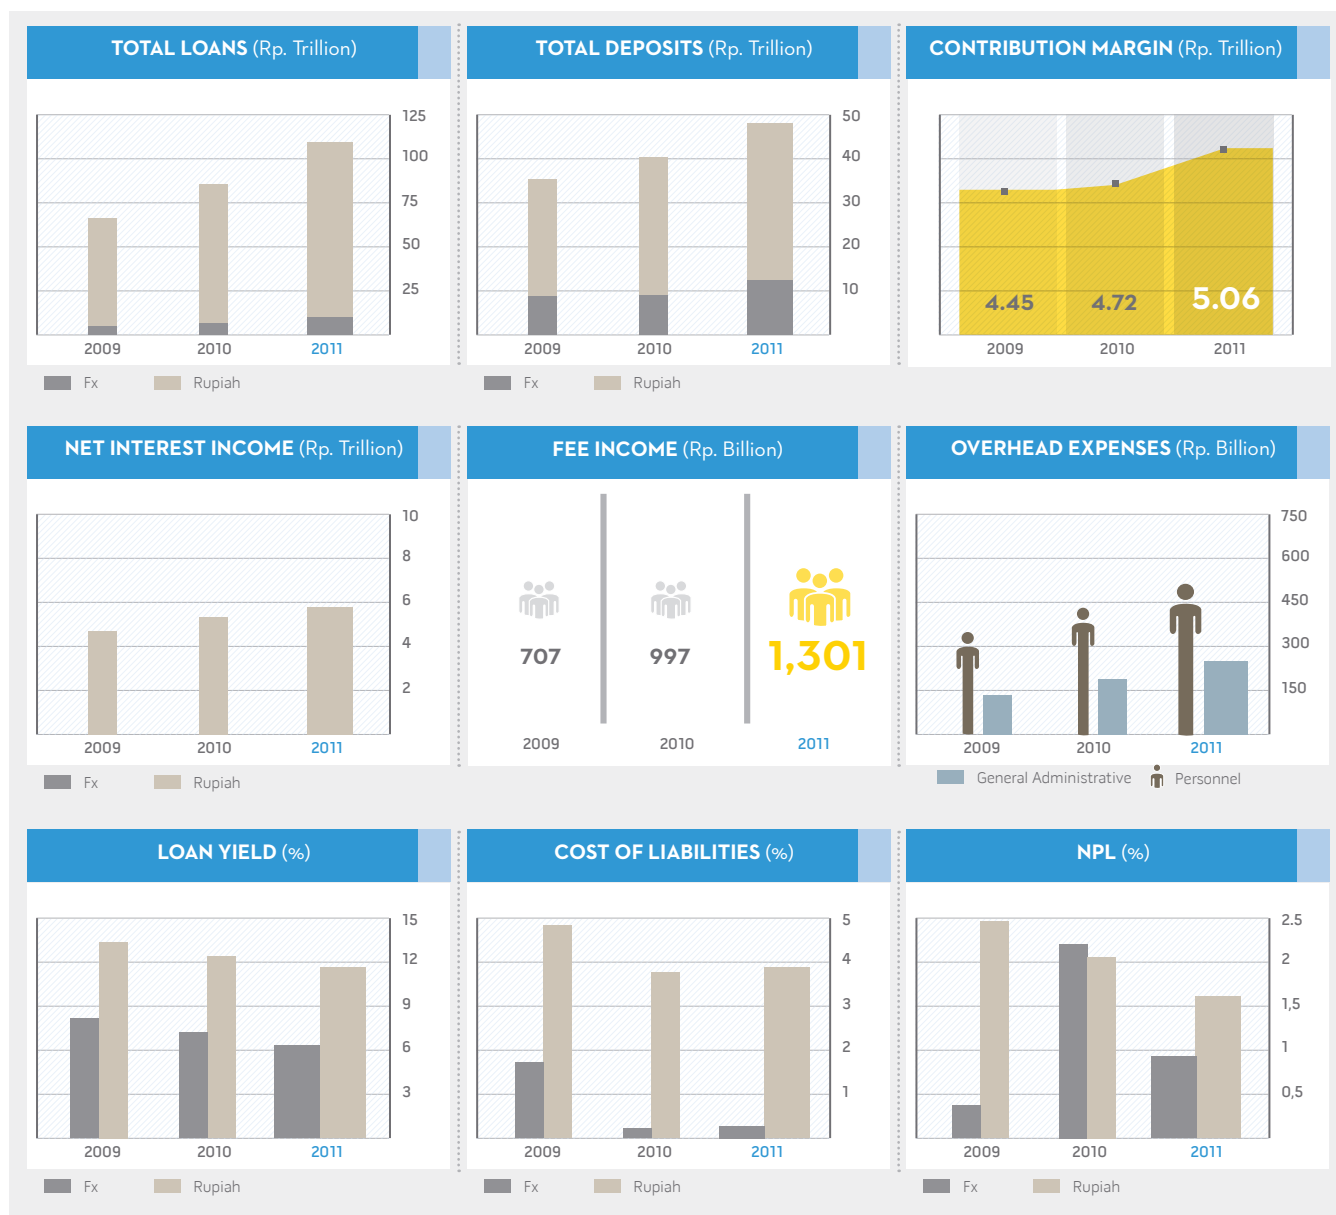 TOTAL LOANS (Rp. Trillion)
125
100
75
50
25
2009 2010 2011
Fx Rupiah
TOTAL DEPOSITS (Rp. Trillion)
50
40
30
20
10
2009 2010 2011
Fx Rupiah
CONTRIBUTION MARGIN (Rp. Trillion)
4.45 4.72 5.06
2009 2010 2011
NET INTEREST INCOME (Rp. Trillion)
10
8
6
4
2
2009 2010 2011
Fx Rupiah
FEE INCOME (Rp. Billion)
707 997 1,301
2009 2010 2011
OVERHEAD EXPENSES (Rp. Billion)
750
600
450
300
150
2009 2010 2011
General Administrative Personnel
LOAN YIELD (%)
15
12
9
6
3
2009 2010 2011
Fx Rupiah
COST OF LIABILITIES (%)
5
4
3
2
1
2009 2010 2011
Fx Rupiah
NPL (%)
2.5
2
1,5
1
0,5
2009 2010 2011
Fx Rupiah